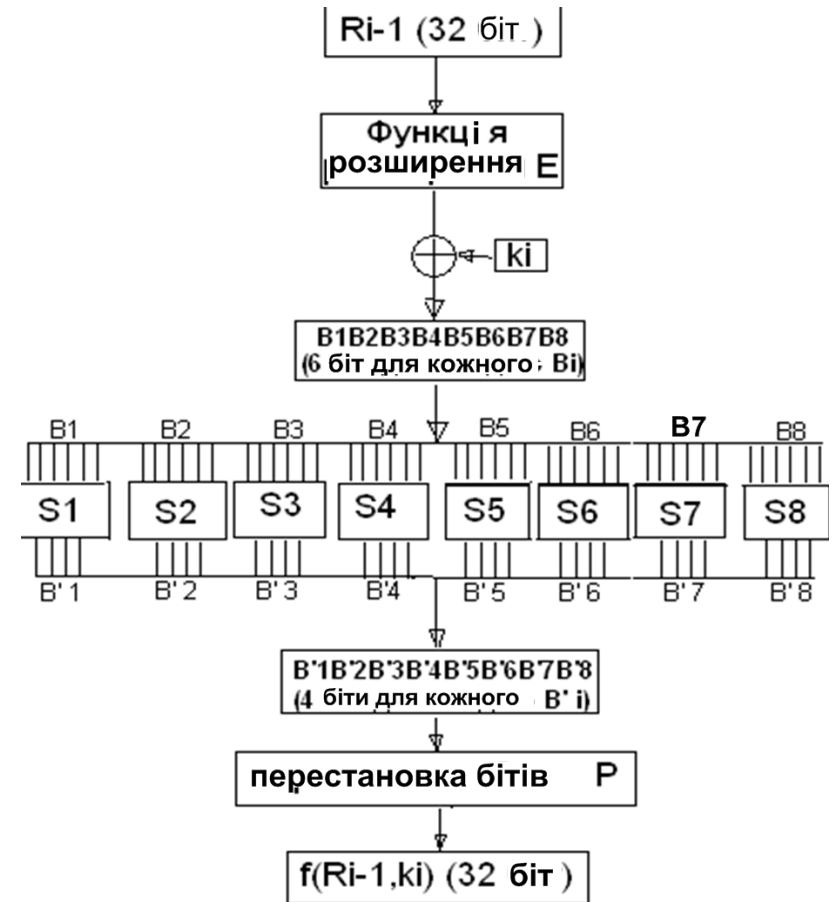 Ri-1 (32 біт.)
Функці я
розширення E
ki
B1B2B3B4B5B6B7B8
(6 біт для кожного : Bi)
B1 B2 B3 B4 B5 B6 B7 B8
S1 S2 S3 S4 S5 S6 S7 S8
B'1 B'2 B'3 B'4 B'5 B'6 B'7 B'8
B'1B'2B'3B'4B'5B'6B'7B'8
(4 біти для кожного B' i)
перестановка бітів P
f(Ri-1,ki) (32 біт )